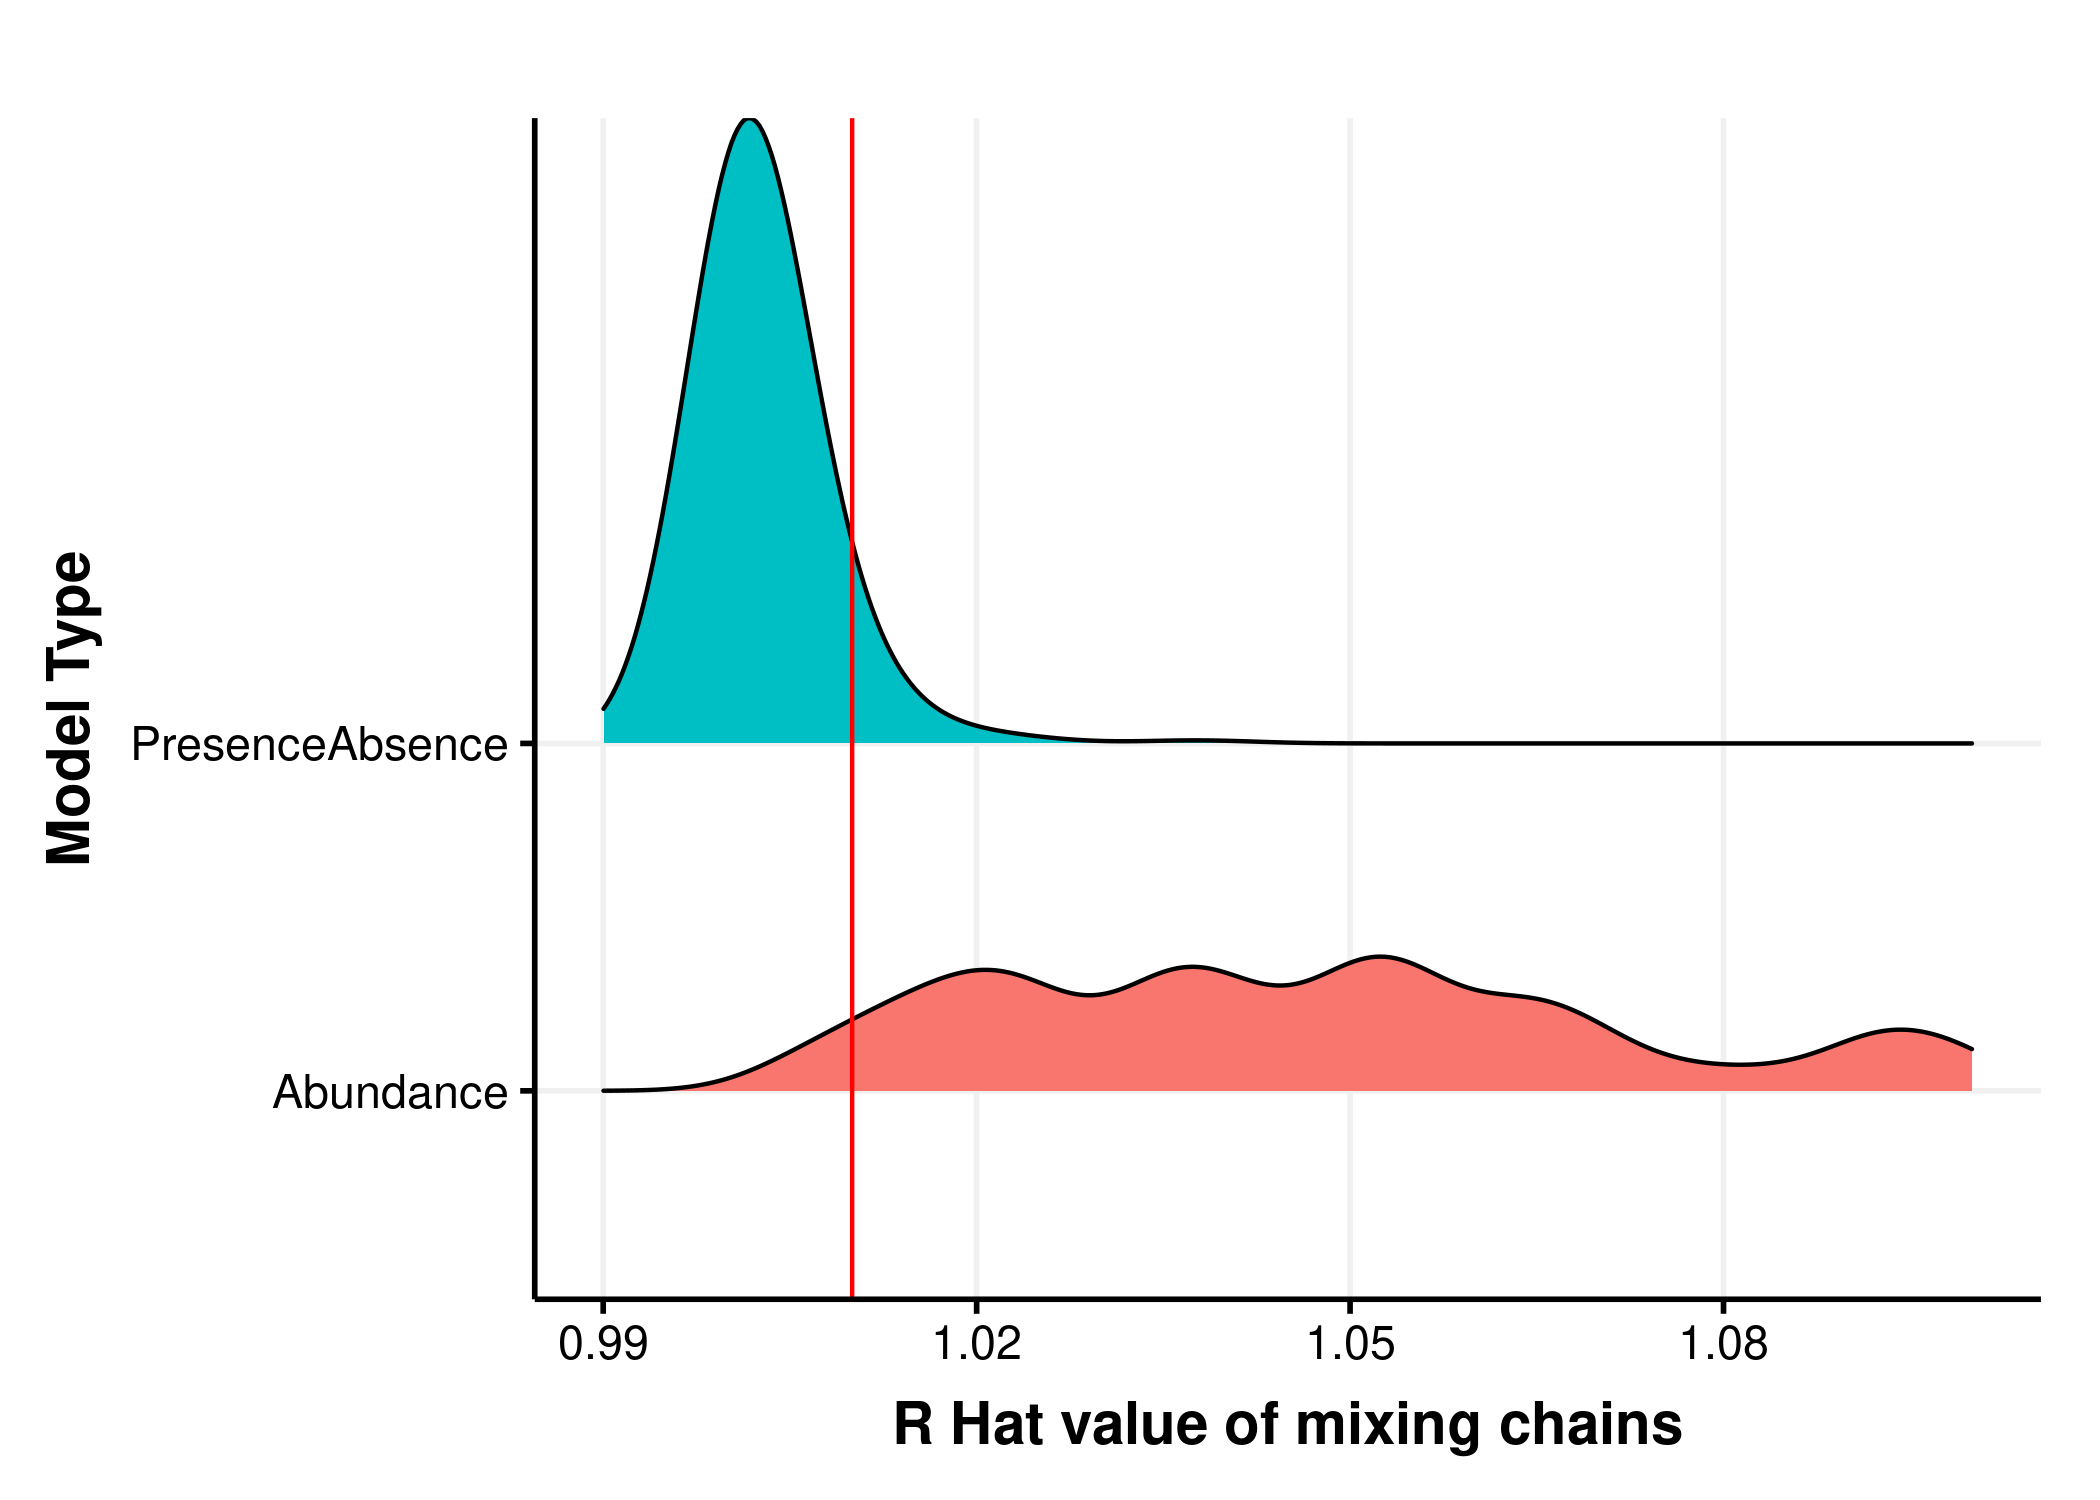 Model Type
PresenceAbsence
Abundance
0.99 1.02 1.05 1.08
R Hat value of mixing chains